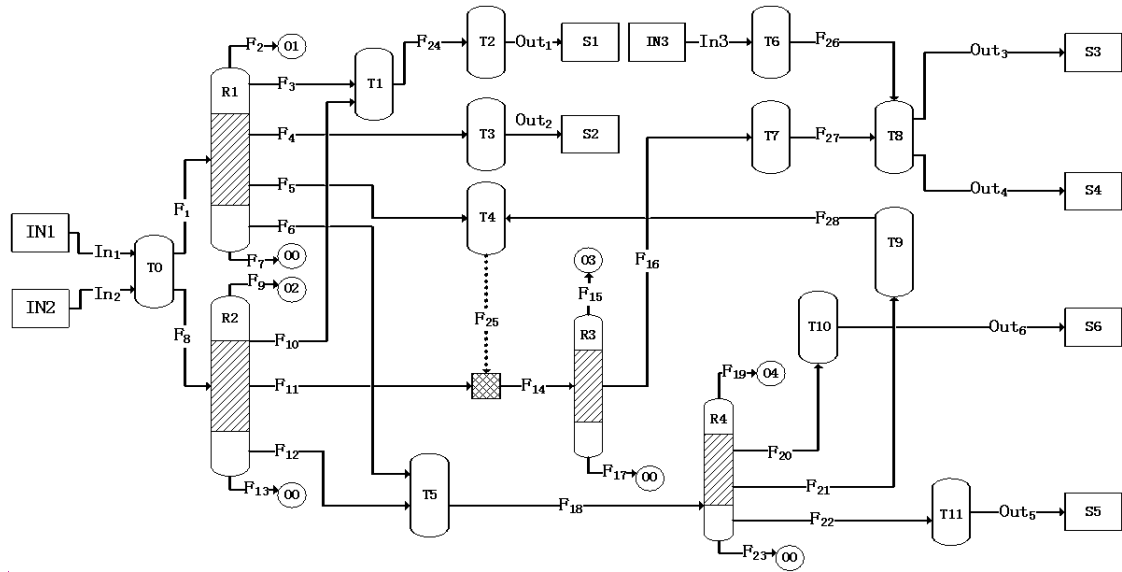 F₂ O1
F₂₄ T2 Out₁ S1
IN3 In3 T6 F₂₆
Out₃ S3
R1 F₃ T1
F₄ T3 Out₂ S2
T7 F₂₇ T8
F₅ T4
Out₄ S4
F₁ F₆
F₂₈ T9
IN1 In₁ T0
F₇ OO
F₁₆
O3
IN2 In₂
F₉ O2
F₁₅
F₈ R2 F₁₀
F₂₅ R3
T10 Out₆ S6
F₁₁ F₁₄
F₁₉ O4
R4
F₁₂ F₂₀
F₁₃ OO
T5 F₁₇ OO
F₂₁
F₁₈
F₂₂ T11 Out₅ S5
F₂₃ OO